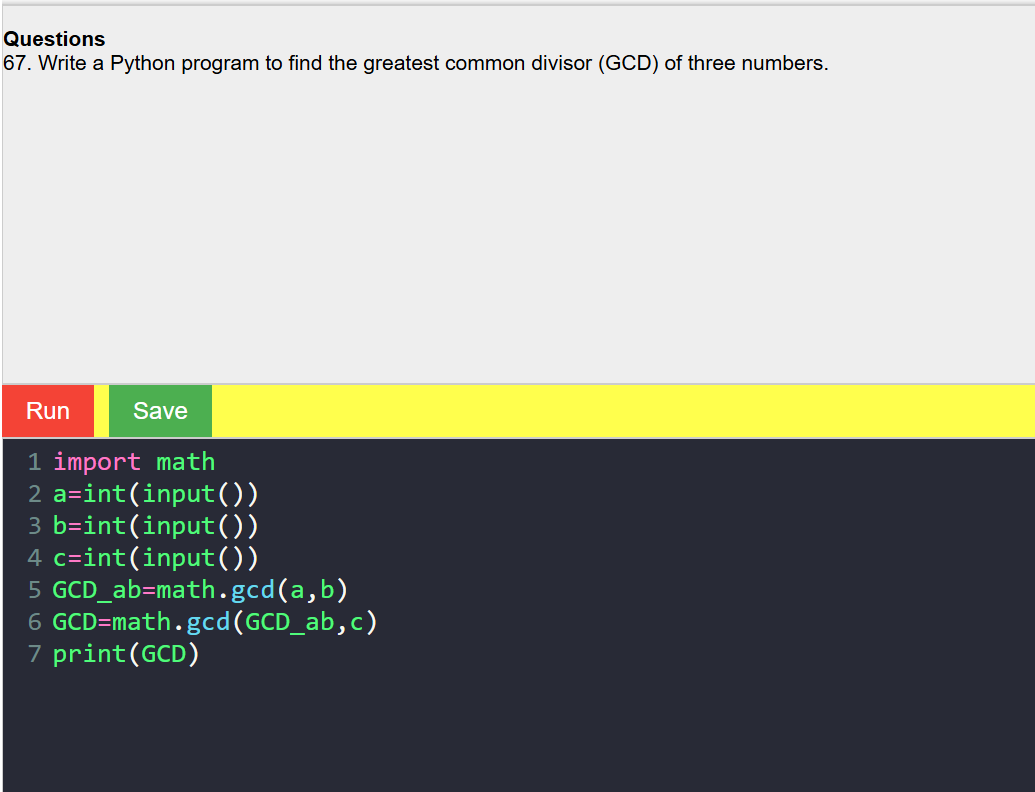 Questions
67. Write a Python program to find the greatest common divisor (GCD) of three numbers.
Run Save
1 import math
2 a=int(input())
3 b=int(input())
4 c=int(input())
5 GCD_ab=math.gcd(a,b)
6 GCD=math.gcd(GCD_ab,c)
7 print(GCD)